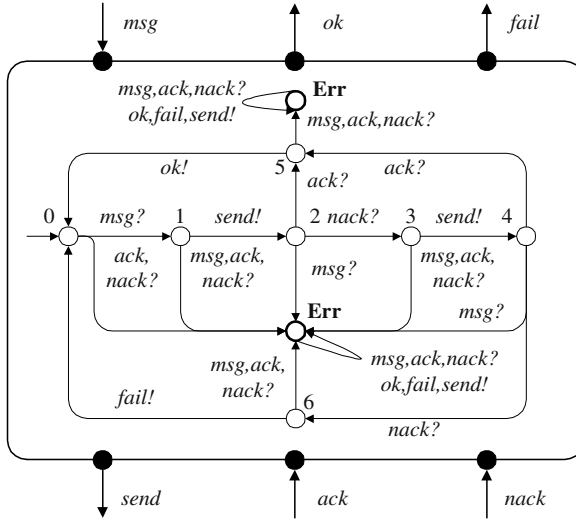 msg ok fail
msg,ack,nack? Err
ok,fail,send!
msg,ack,nack?
ok! 5 ack?
ack?
0 msg? 1 send! 2 nack? 3 send! 4
ack, msg,ack, msg? msg,ack,
nack? nack? nack?
Err msg?
msg,ack, msg,ack,nack?
nack? ok,fail,send!
fail! 6
nack?
send ack nack